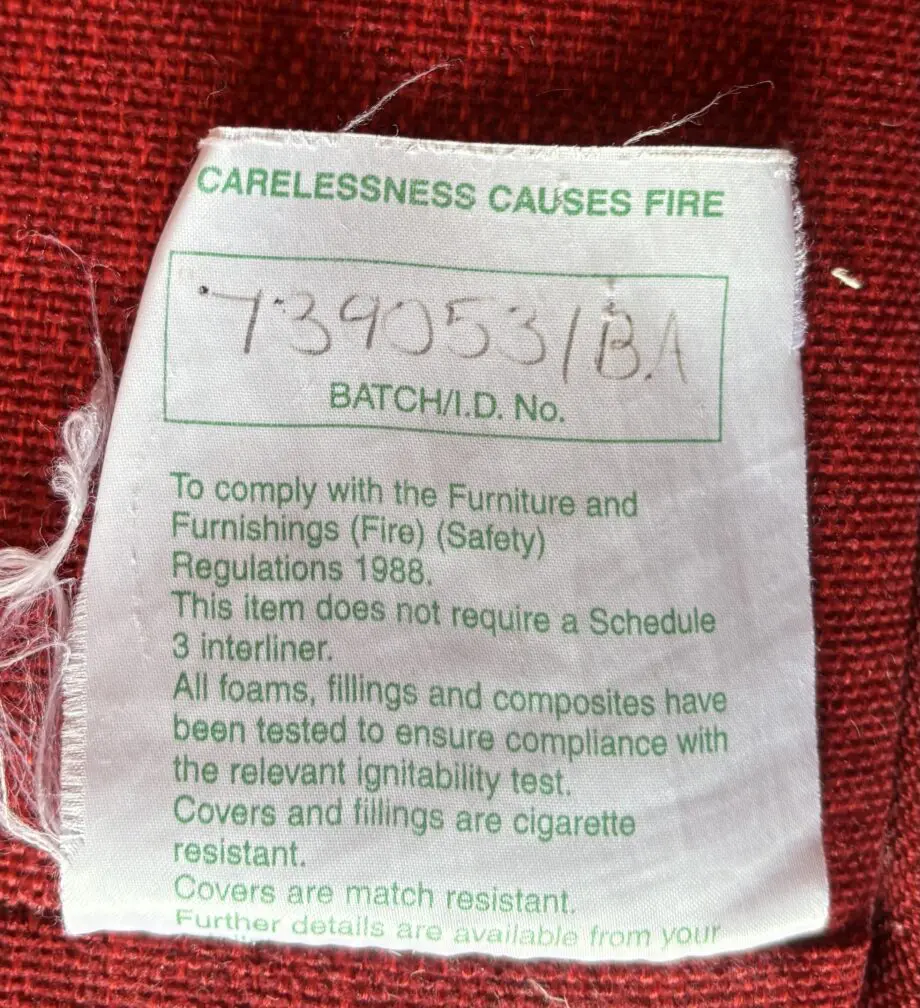 CARELESSNESS CAUSES FIRE
7390531BA
BATCH/I.D. No.
To comply with the Furniture and
Furnishings (Fire) (Safety)
Regulations 1988.
This item does not require a Schedule
3 interliner.
All foams, fillings and composites have
been tested to ensure compliance with
the relevant ignitability test.
Covers and fillings are cigarette
resistant.
Covers are match resistant.
Further details are available from your